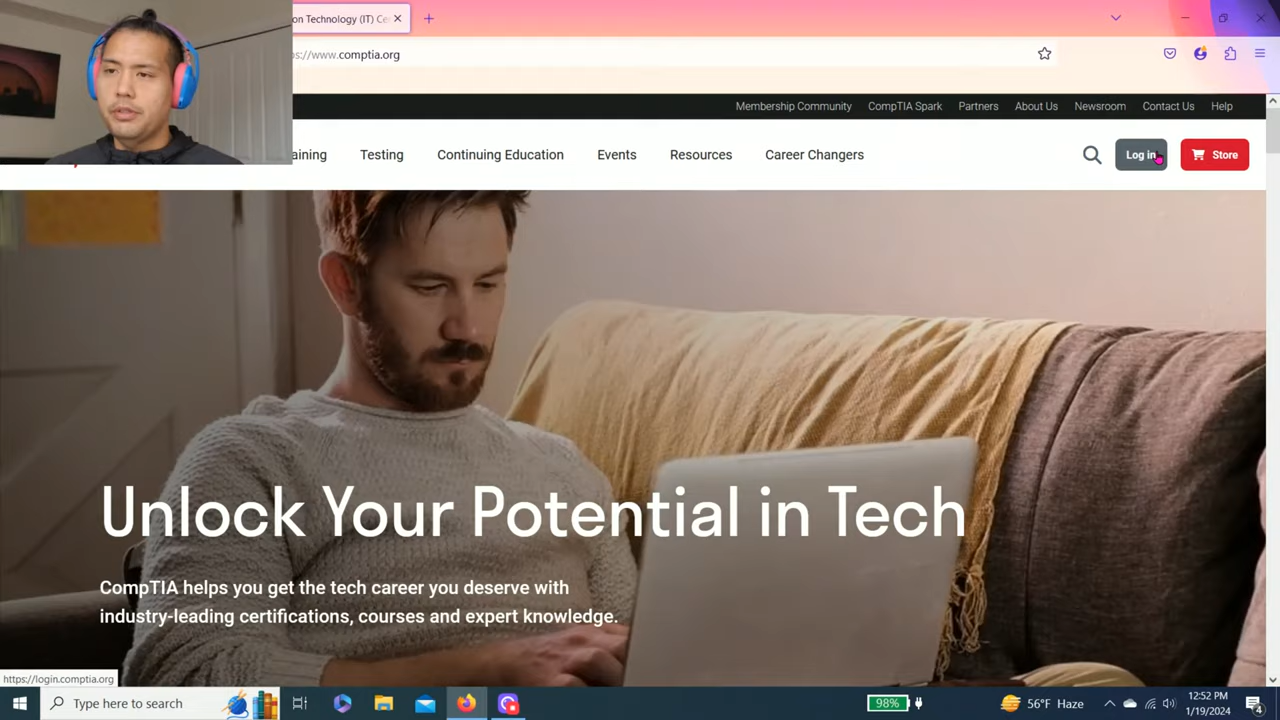 on Technology (IT) Ce
s://www.comptia.org
Membership Community CompTIA Spark Partners About Us Newsroom Contact Us Help
aining Testing Continuing Education Events Resources Career Changers Log in Store
Unlock Your Potential in Tech
CompTIA helps you get the tech career you deserve with
industry-leading certifications, courses and expert knowledge.
https://login.comptia.org
Type here to search
98%
56°F Haze
12:52 PM
1/19/2024
4